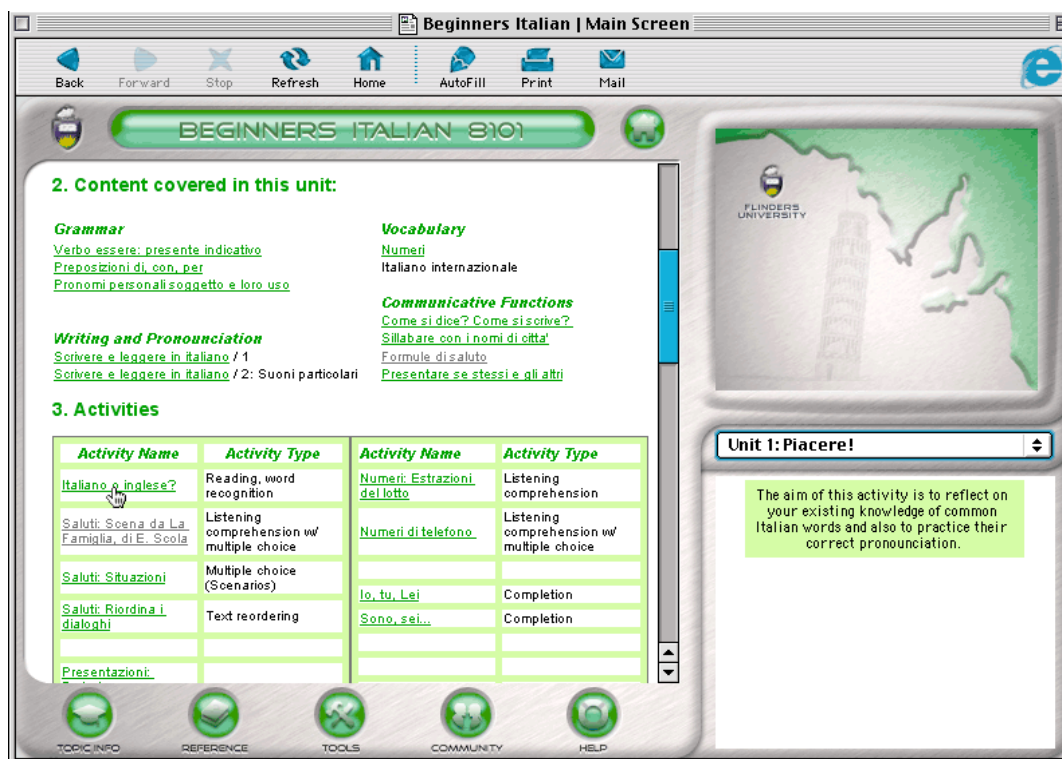 Beginners Italian | Main Screen
Back
Forward
Stop
Refresh
Home
AutoFill
Print
Mail
BEGINNERS ITALIAN 8101
2. Content covered in this unit:
Grammar
Verbo essere: presente indicativo
Preposizioni di, con, per
Pronomi personali soggetto e loro uso
Writing and Pronounciation
Scrivere e leggere in italiano / 1
Scrivere e leggere in italiano / 2: Suoni particolari
Vocabulary
Numeri
Italiano internazionale
Communicative Functions
Come si dice? Come si scrive?
Sillabare con i nomi di citta'
Formule di saluto
Presentare se stessi e gli altri
3. Activities
Activity Name
Activity Type
Italiano o inglese?
Reading, word
recognition
Saluti: Scena da La
Famiglia, di E. Scola
Listening
comprehension w/
multiple choice
Saluti: Situazioni
Multiple choice
(Scenarios)
Saluti: Riordina i
dialoghi
Text reordering
Presentazioni:
Activity Name
Activity Type
Numeri: Estrazioni
del lotto
Listening
comprehension
Numeri di telefono
Listening
comprehension w/
multiple choice
Io, tu, Lei
Completion
Sono, sei...
Completion
TOPIC INFO
REFERENCE
TOOLS
COMMUNITY
HELP
FLINDERS
UNIVERSITY
Unit 1: Piacere!
The aim of this activity is to reflect on
your existing knowledge of common
Italian words and also to practice their
correct pronounciation.